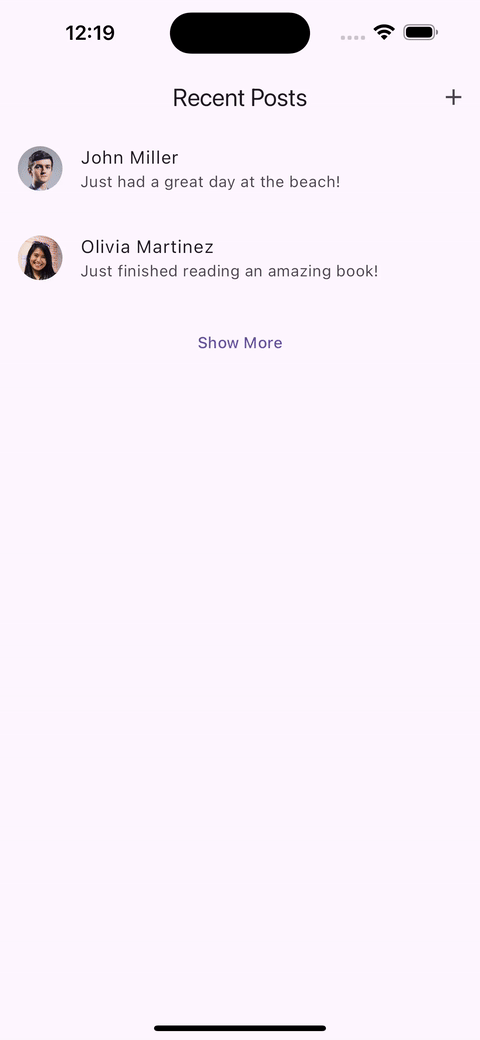 12:19
Recent Posts
John Miller
Just had a great day at the beach!
Olivia Martinez
Just finished reading an amazing book!
Show More